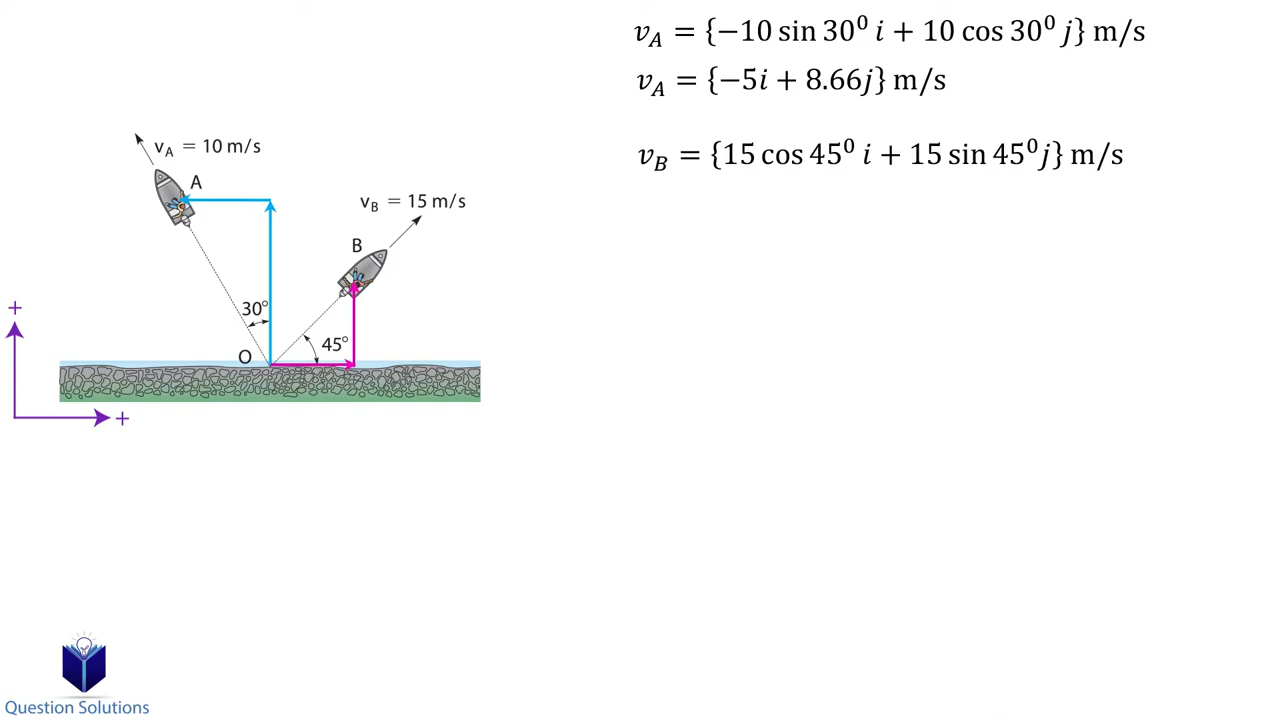 v_A = {−10 sin 30⁰ i + 10 cos 30⁰ j} m/s
v_A = {−5i + 8.66j} m/s
v_B = {15 cos 45⁰ i + 15 sin 45⁰j} m/s
v_A = 10 m/s
A
v_B = 15 m/s
B
30°
45°
O
+
+
Question Solutions